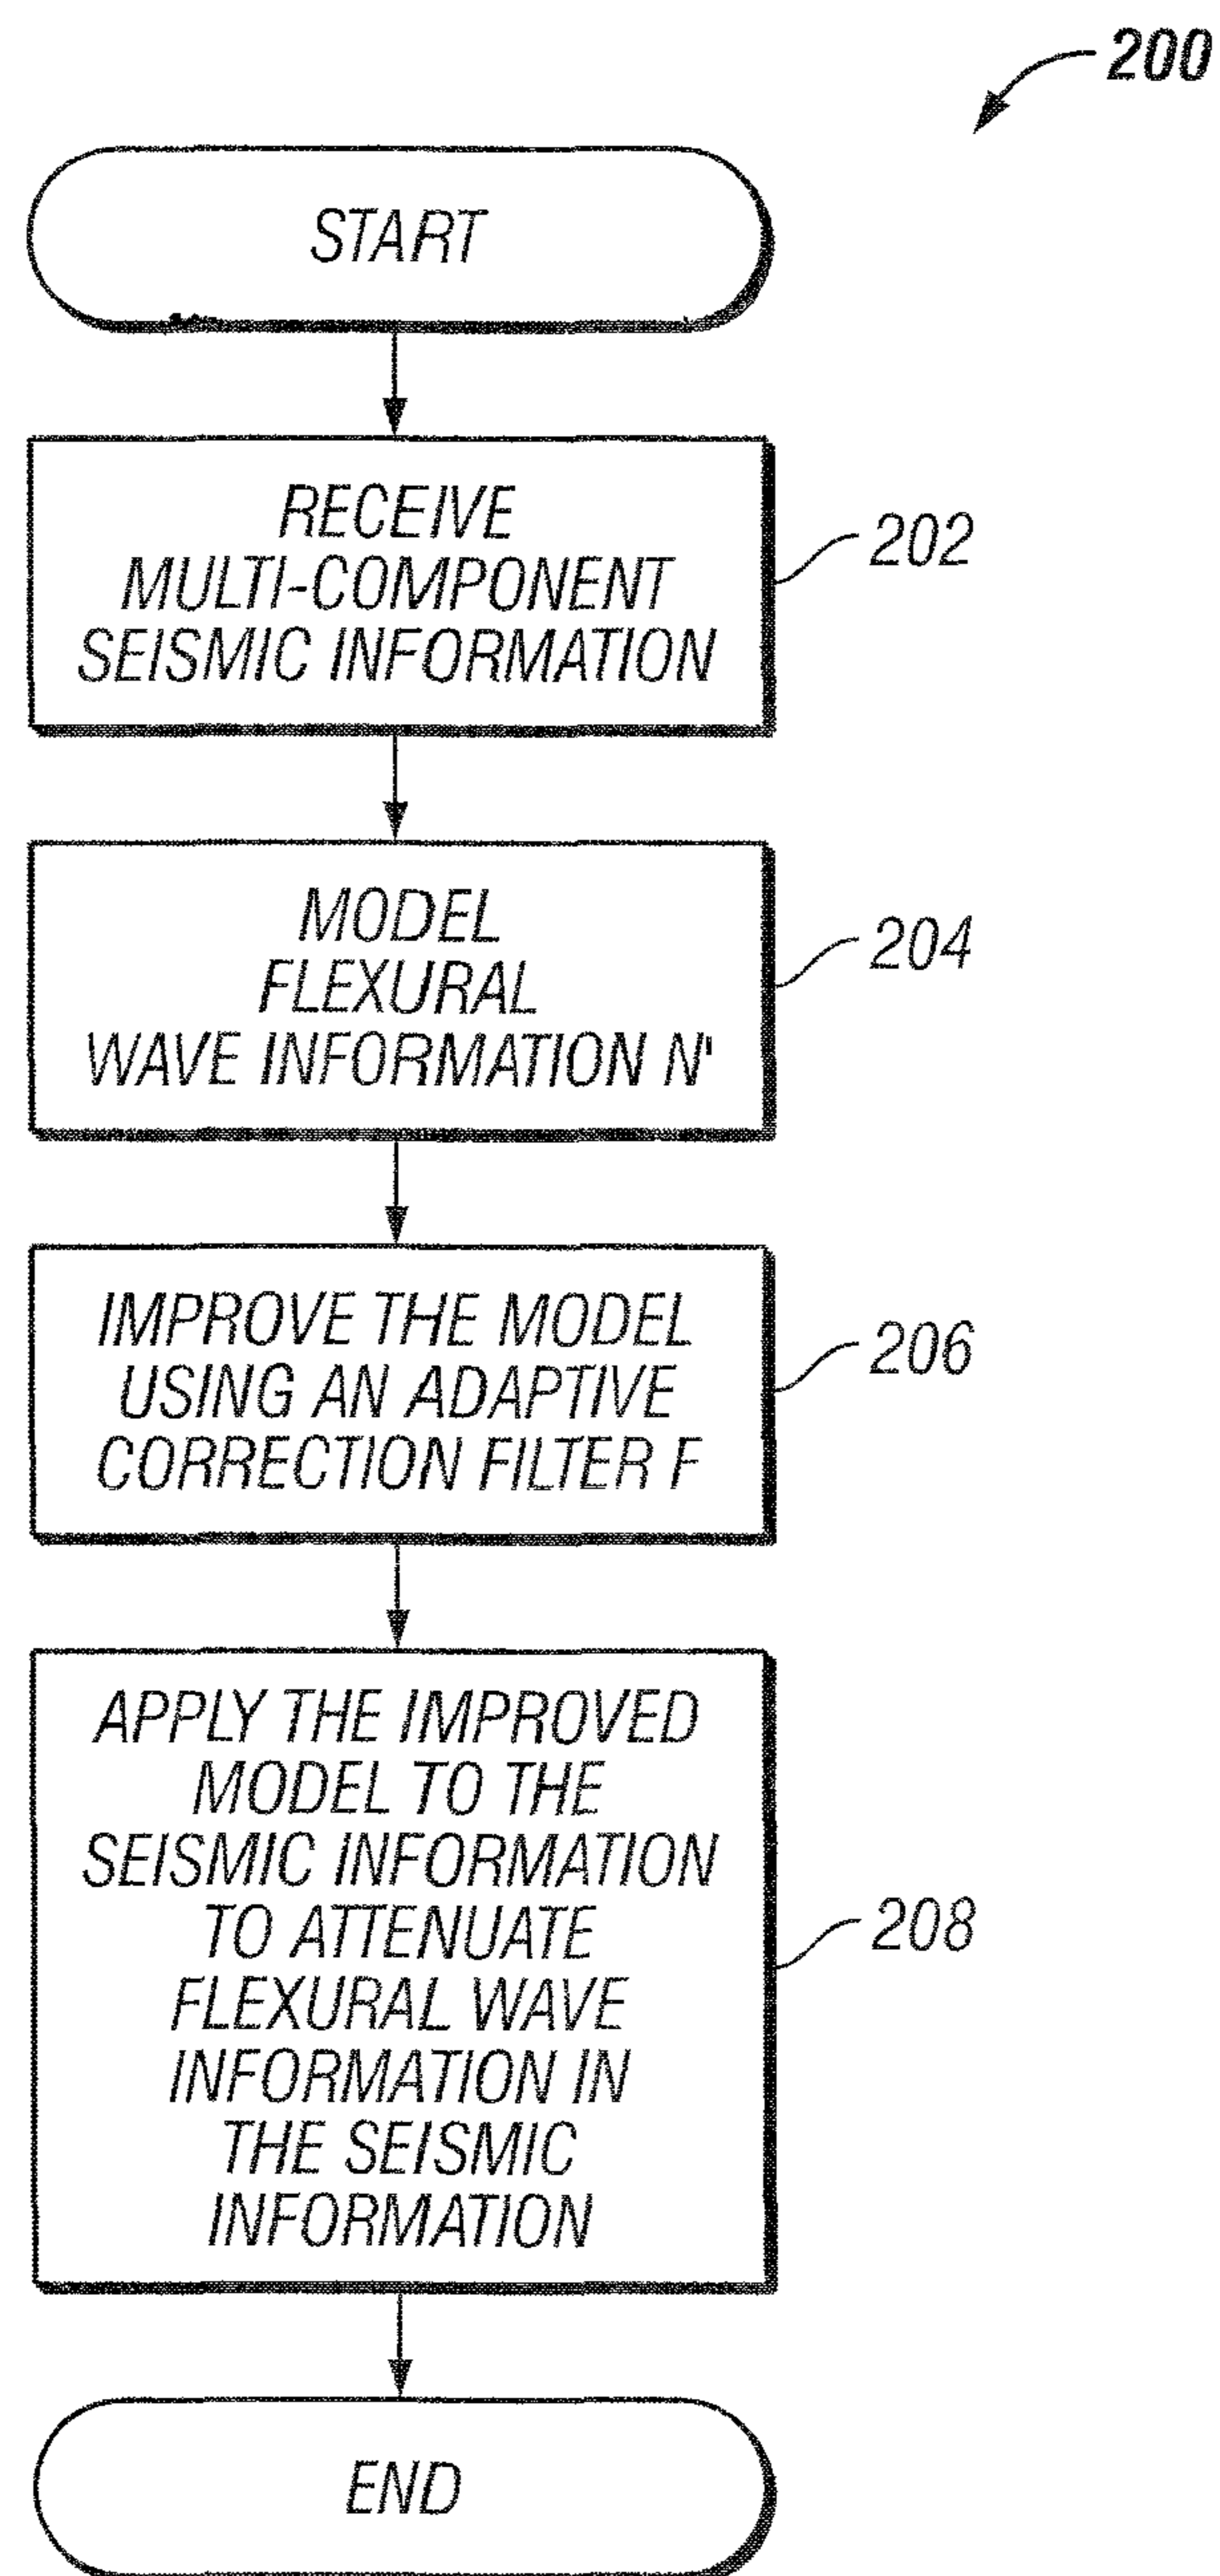 200
START
RECEIVE
MULTI-COMPONENT
SEISMIC INFORMATION
202
MODEL
FLEXURAL
WAVE INFORMATION N'
204
IMPROVE THE MODEL
USING AN ADAPTIVE
CORRECTION FILTER F
206
APPLY THE IMPROVED
MODEL TO THE
SEISMIC INFORMATION
TO ATTENUATE
FLEXURAL WAVE
INFORMATION IN
THE SEISMIC
INFORMATION
208
END